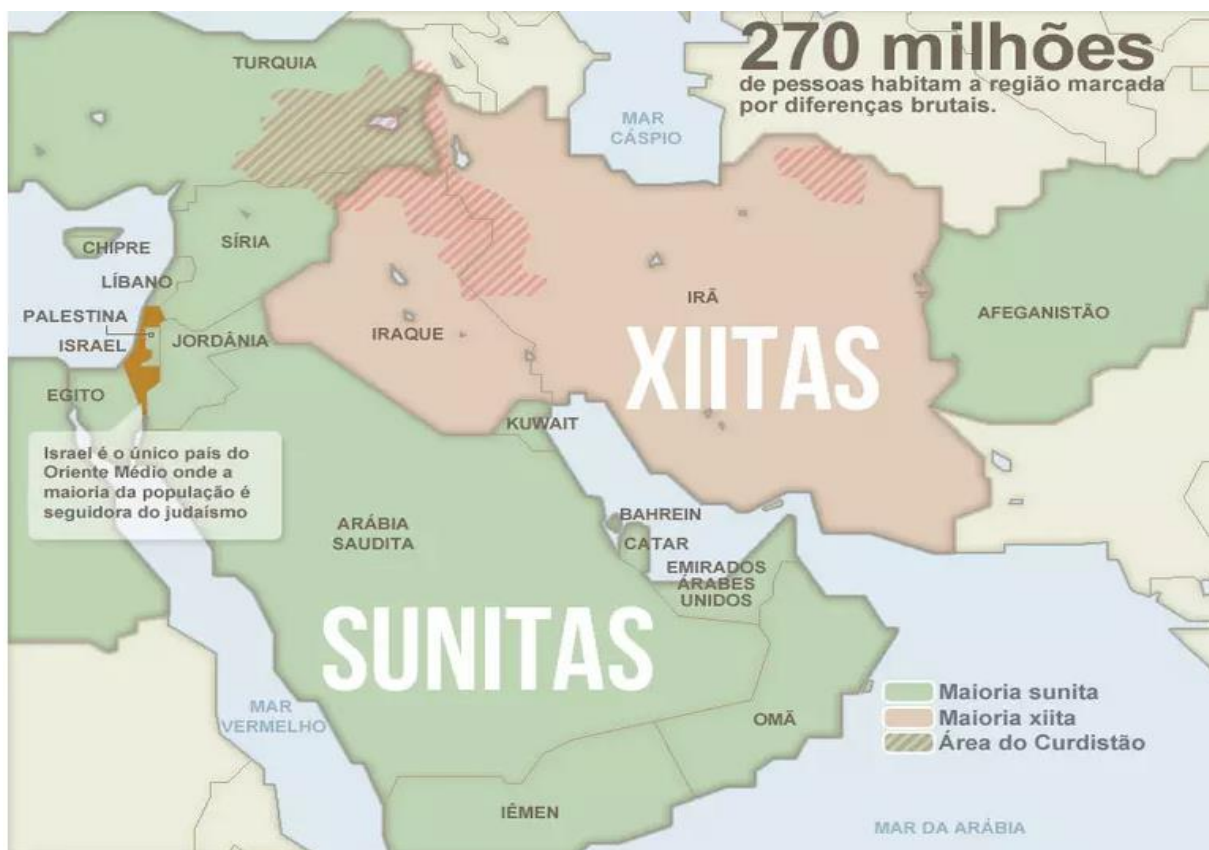 270 milhões
de pessoas habitam a região marcada
por diferenças brutais.
TURQUIA
MAR
CÁSPIO
CHIPRE
SÍRIA
LÍBANO
PALESTINA
ISRAEL
JORDÂNIA
IRAQUE
IRÃ
AFEGANISTÃO
XIITAS
EGITO
KUWAIT
Israel é o único país do
Oriente Médio onde a
maioria da população é
seguidora do judaísmo
ARÁBIA
SAUDITA
BAHREIN
CATAR
EMIRADOS
ÁRABES
UNIDOS
SUNITAS
MAR
VERMELHO
OMÃ
IÊMEN
Maioria sunita
Maioria xiita
Área do Curdistão
MAR DA ARÁBIA